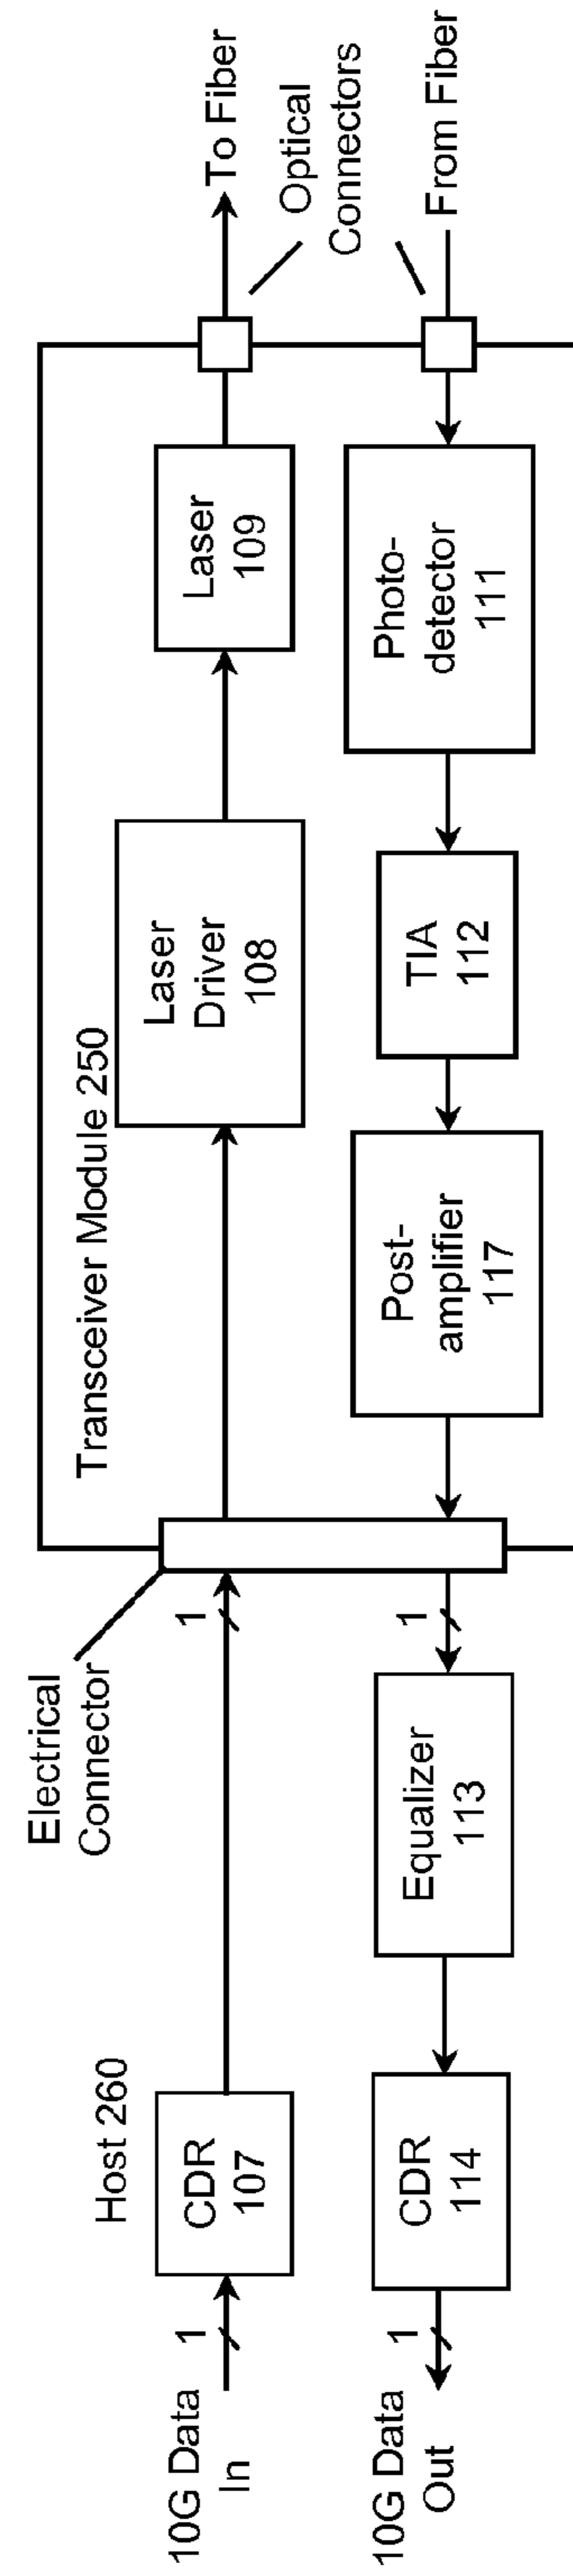 Electrical
Connector
Host 260
Transceiver Module 250
10G Data
In
1
CDR
107
1
Laser
Driver
108
Laser
109
To Fiber
Optical
Connectors
10G Data
Out
1
CDR
114
Equalizer
113
1
Post-
amplifier
117
TIA
112
Photo-
detector
111
From Fiber